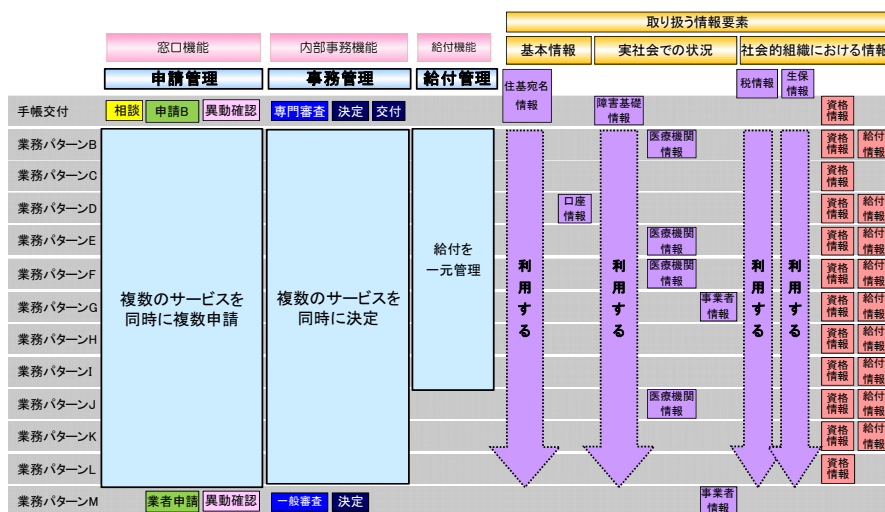 取り扱う情報要素
窓口機能 内部事務機能 給付機能 基本情報 実社会での状況 社会的組織における情報
申請管理 事務管理 給付管理 住基宛名情報 税情報 生保情報
手帳交付 相談 申請B 異動確認 専門審査 決定 交付 障害基礎情報 資格情報
業務パターンB 医療機関情報 資格情報 給付情報
業務パターンC 資格情報
業務パターンD 口座情報 資格情報 給付情報
業務パターンE 医療機関情報 資格情報 給付情報
給付を
一元管理
業務パターンF 医療機関情報 資格情報 給付情報
複数のサービスを
同時に複数申請
複数のサービスを
同時に決定
利用する
利用する
利用する
利用する
業務パターンG 事業者情報 資格情報 給付情報
業務パターンH 資格情報 給付情報
業務パターンI 資格情報 給付情報
業務パターンJ 医療機関情報 資格情報 給付情報
業務パターンK 資格情報 給付情報
業務パターンL 資格情報
業務パターンM 業者申請 異動確認 一般審査 決定 事業者情報